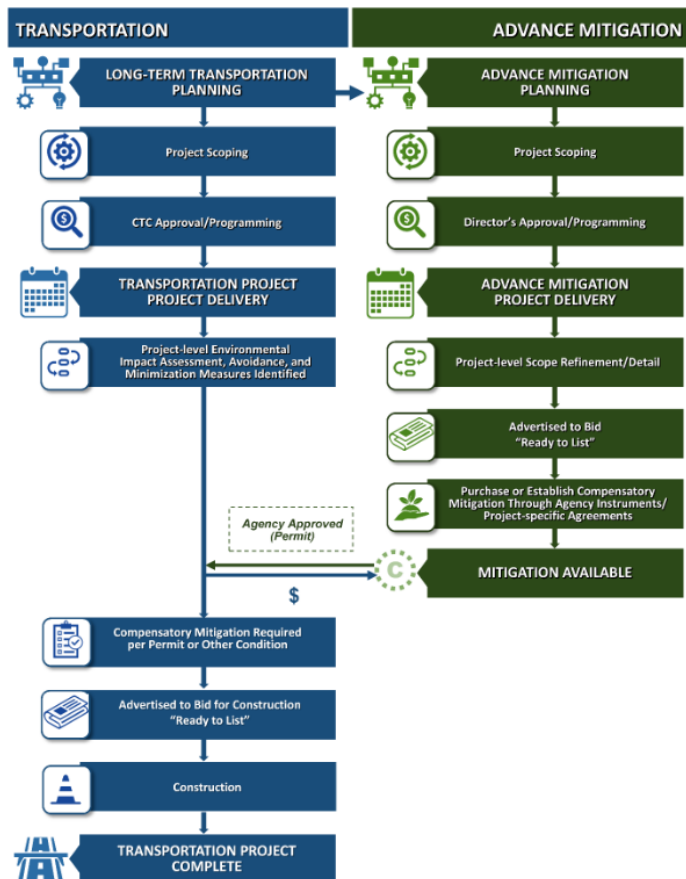 TRANSPORTATION
LONG-TERM TRANSPORTATION
PLANNING
Project Scoping
CTC Approval/Programming
TRANSPORTATION PROJECT
PROJECT DELIVERY
Project-level Environmental
Impact Assessment, Avoidance, and
Minimization Measures Identified
Agency Approved
(Permit)
$
Compensatory Mitigation Required
per Permit or Other Condition
Advertised to Bid for Construction
“Ready to List”
Construction
TRANSPORTATION PROJECT
COMPLETE
ADVANCE MITIGATION
ADVANCE MITIGATION
PLANNING
Project Scoping
Director’s Approval/Programming
ADVANCE MITIGATION
PROJECT DELIVERY
Project-level Scope Refinement/Detail
Advertised to Bid
“Ready to List”
Purchase or Establish Compensatory
Mitigation Through Agency Instruments/
Project-specific Agreements
C
MITIGATION AVAILABLE